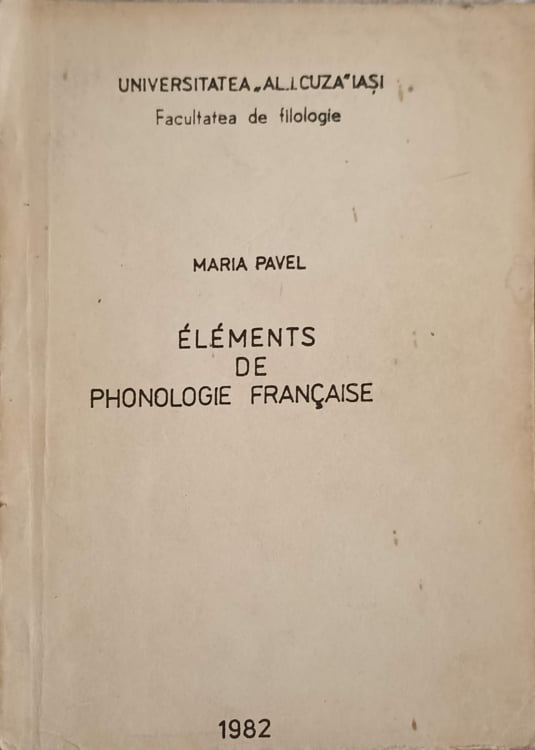 UNIVERSITATEA „AL.I.CUZA" IAȘI
Facultatea de filologie
MARIA PAVEL
ÉLÉMENTS
DE
PHONOLOGIE FRANÇAISE
1982